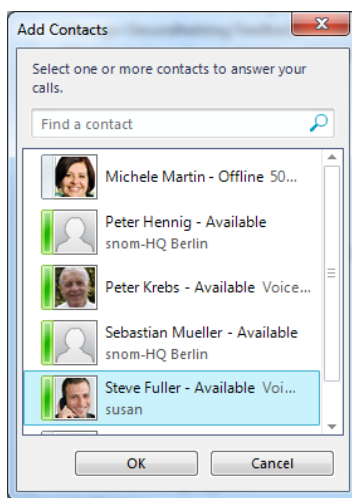 Add Contacts
Select one or more contacts to answer your
calls.
Find a contact
Michele Martin - Offline 50...
Peter Hennig - Available
snom-HQ Berlin
Peter Krebs - Available Voice...
Sebastian Mueller - Available
snom-HQ Berlin
Steve Fuller - Available Voi...
susan
OK
Cancel